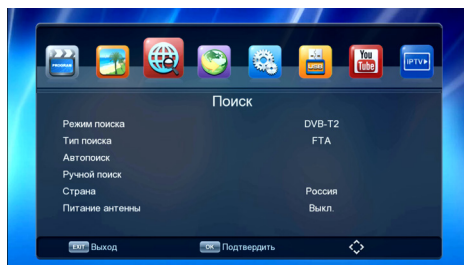 PROGRAM
USB
You Tube
IPTV
Поиск
Режим поиска DVB-T2
Тип поиска FTA
Автопоиск
Ручной поиск
Страна Россия
Питание антенны Выкл.
EXIT Выход OK Подтвердить